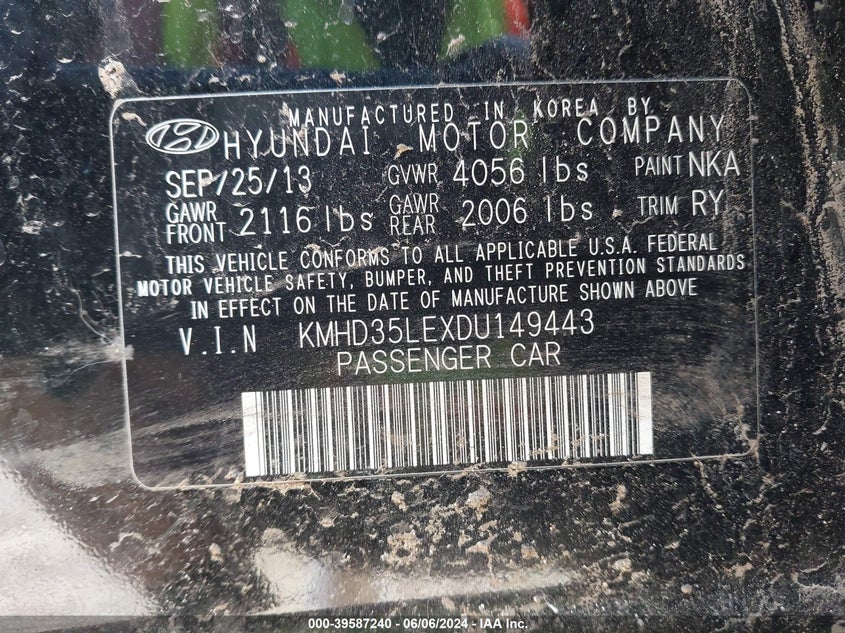 MANUFACTURED IN KOREA BY
HYUNDAI MOTOR COMPANY
SEP/25/13 GVWR 4056 lbs PAINT NKA
GAWR FRONT 2116 lbs GAWR REAR 2006 lbs TRIM RY
THIS VEHICLE CONFORMS TO ALL APPLICABLE U.S.A. FEDERAL
MOTOR VEHICLE SAFETY, BUMPER, AND THEFT PREVENTION STANDARDS
IN EFFECT ON THE DATE OF MANUFACTURE SHOWN ABOVE
V.I.N KMHD35LEXDU149443
PASSENGER CAR
000-39587240 - 06/06/2024 - IAA, Inc.